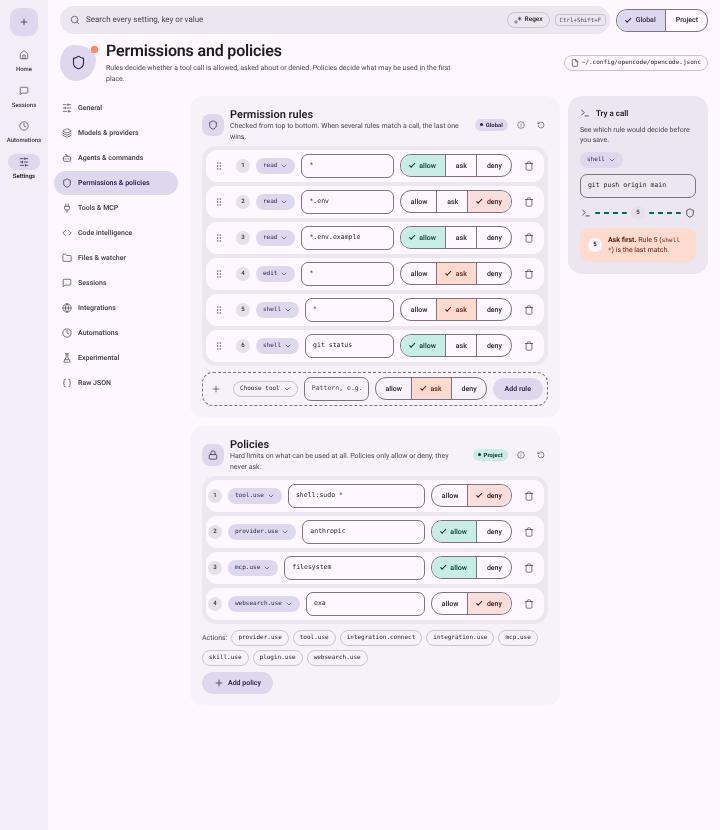 Search every setting, key or value
Regex
Ctrl+Shift+F
Global
Project
Home
Sessions
Automations
Settings
Permissions and policies
Rules decide whether a tool call is allowed, asked about or denied. Policies decide what may be used in the first
place.
~/.config/opencode/opencode.jsonc
General
Models & providers
Agents & commands
Permissions & policies
Tools & MCP
Code intelligence
Files & watcher
Sessions
Integrations
Automations
Experimental
Raw JSON
Permission rules
Checked from top to bottom. When several rules match a call, the last one
wins.
Global
1 read * allow ask deny
2 read *.env allow ask deny
3 read *.env.example allow ask deny
4 edit * allow ask deny
5 shell * allow ask deny
6 shell git status allow ask deny
Choose tool Pattern, e.g. allow ask deny Add rule
Policies
Hard limits on what can be used at all. Policies only allow or deny; they
never ask.
Project
1 tool.use shell:sudo * allow deny
2 provider.use anthropic allow deny
3 mcp.use filesystem allow deny
4 websearch.use exa allow deny
Actions: provider.use tool.use integration.connect integration.use mcp.use
skill.use plugin.use websearch.use
Add policy
Try a call
See which rule would decide before
you save.
shell
git push origin main
5
5 Ask first. Rule 5 (shell
*) is the last match.